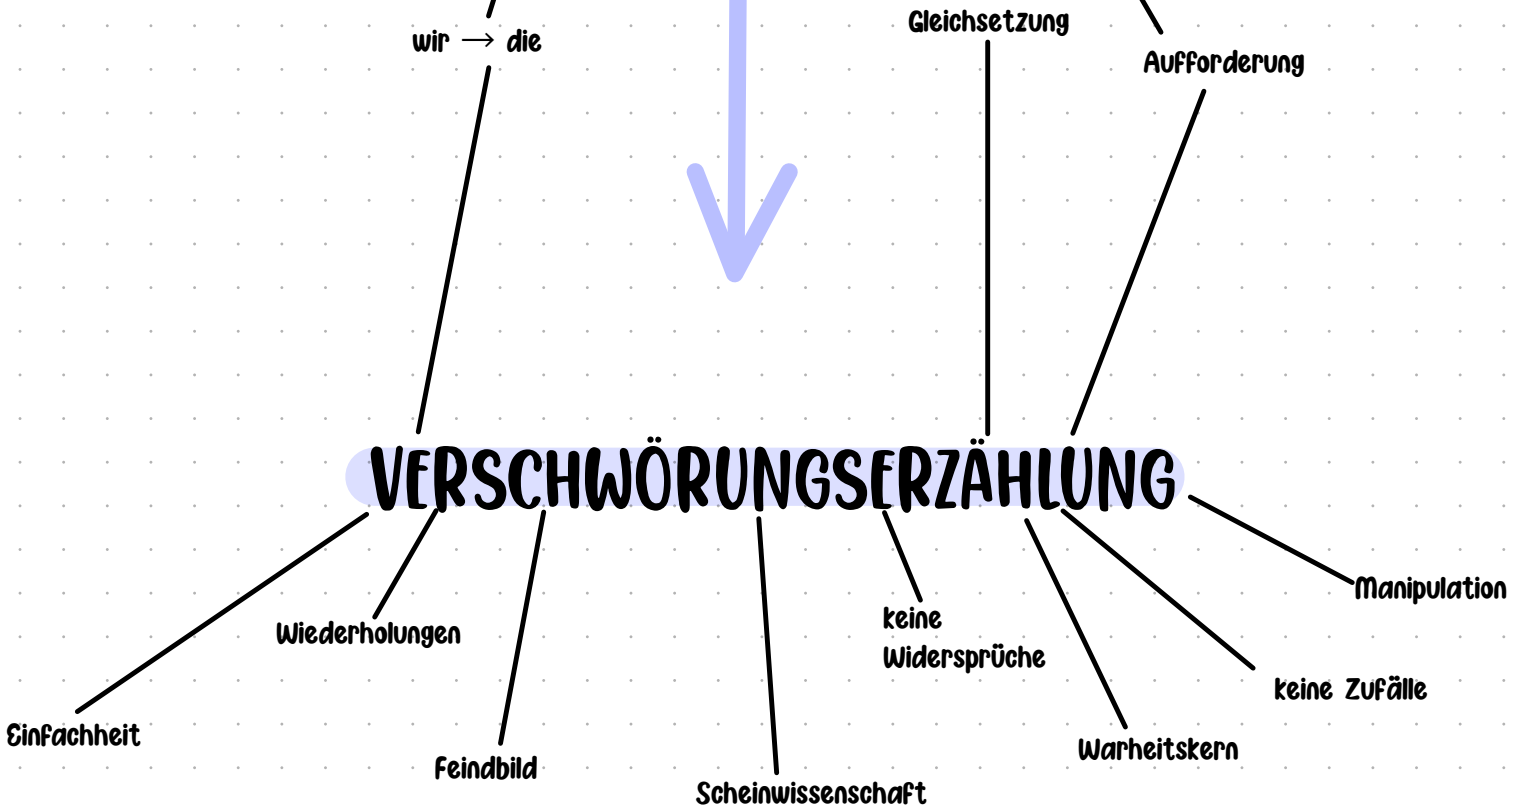 Gleichsetzung
wir → die
Aufforderung
VERSCHWÖRUNGSERZÄHLUNG
Manipulation
keine
Widersprüche
Wiederholungen
keine Zufälle
Einfachheit
Warheitskern
Feindbild
Scheinwissenschaft